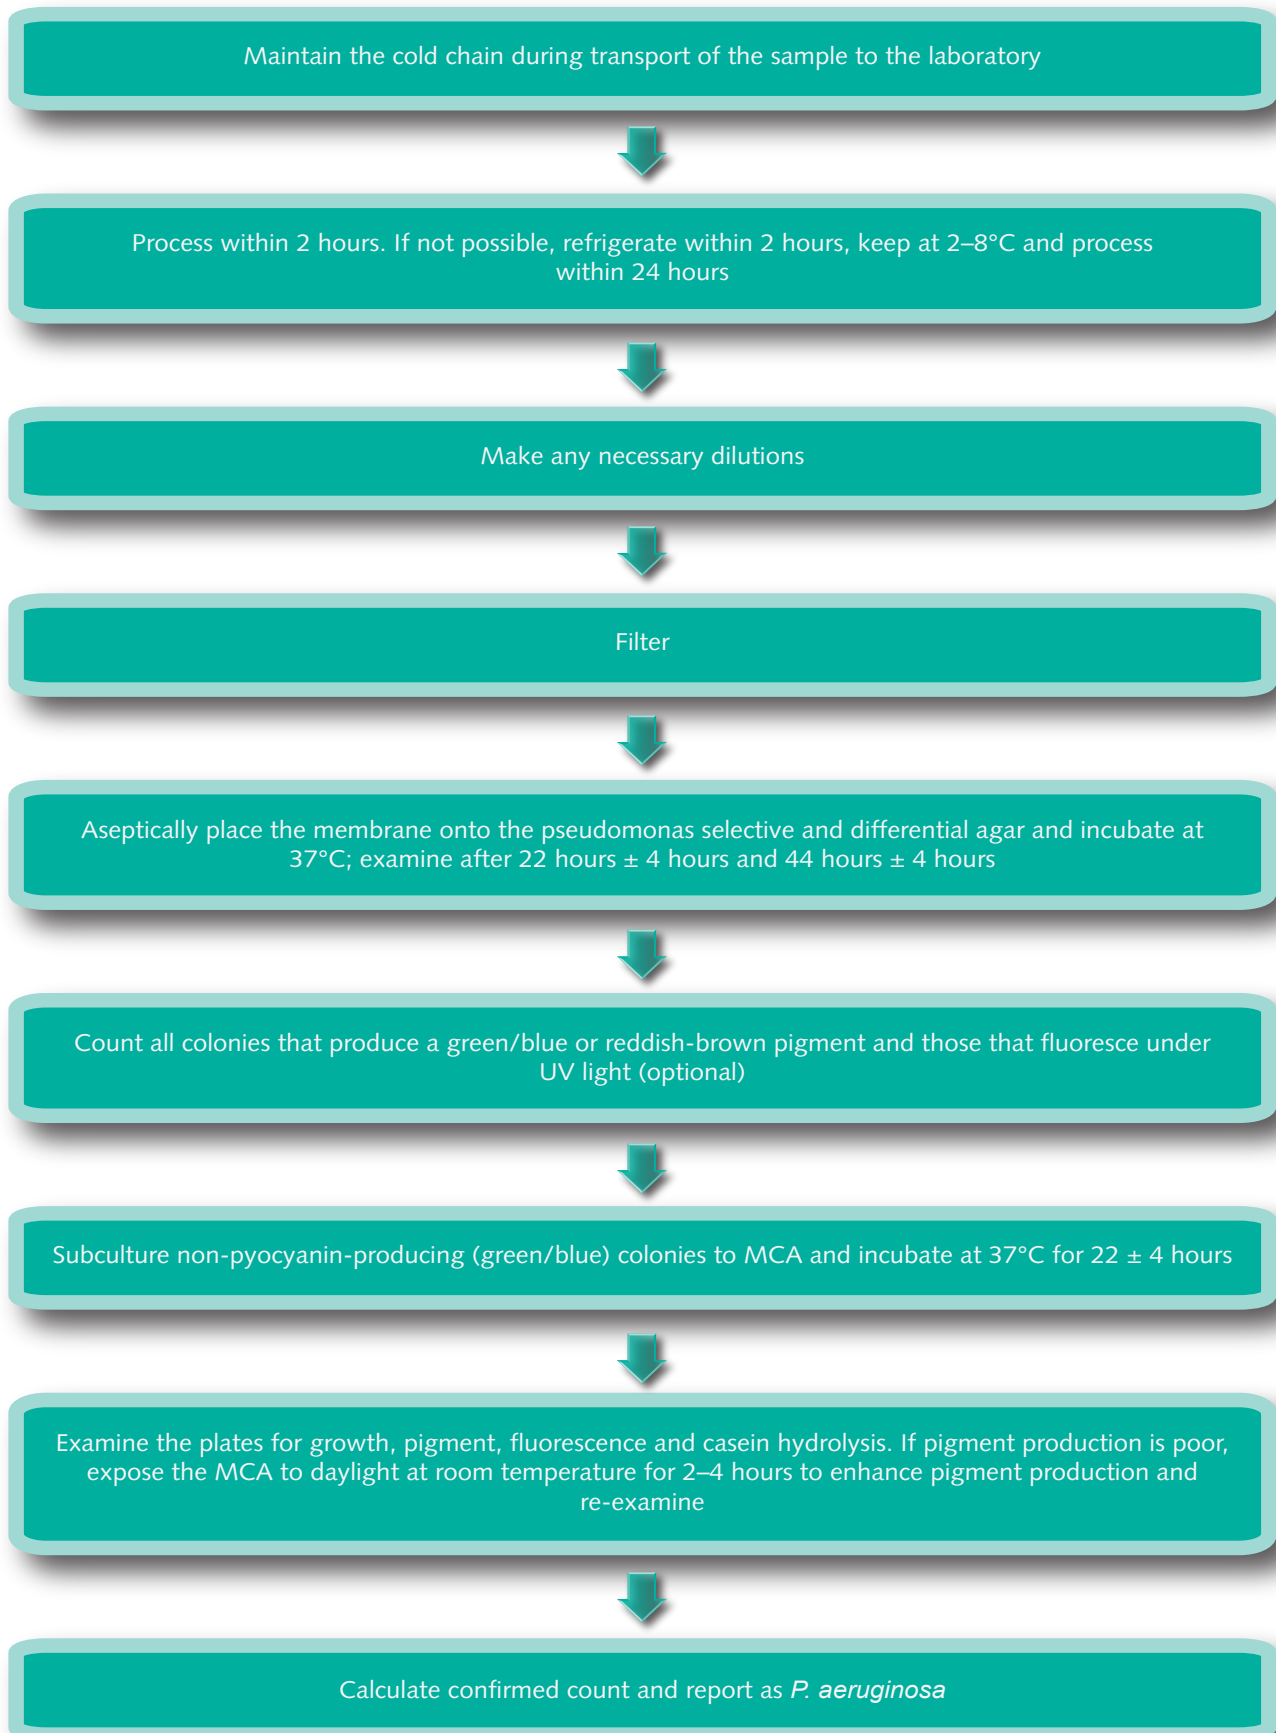 Maintain the cold chain during transport of the sample to the laboratory
Process within 2 hours. If not possible, refrigerate within 2 hours, keep at 2–8°C and process
within 24 hours
Make any necessary dilutions
Filter
Aseptically place the membrane onto the pseudomonas selective and differential agar and incubate at
37°C; examine after 22 hours ± 4 hours and 44 hours ± 4 hours
Count all colonies that produce a green/blue or reddish-brown pigment and those that fluoresce under
UV light (optional)
Subculture non-pyocyanin-producing (green/blue) colonies to MCA and incubate at 37°C for 22 ± 4 hours
Examine the plates for growth, pigment, fluorescence and casein hydrolysis. If pigment production is poor,
expose the MCA to daylight at room temperature for 2–4 hours to enhance pigment production and
re-examine
Calculate confirmed count and report as P. aeruginosa